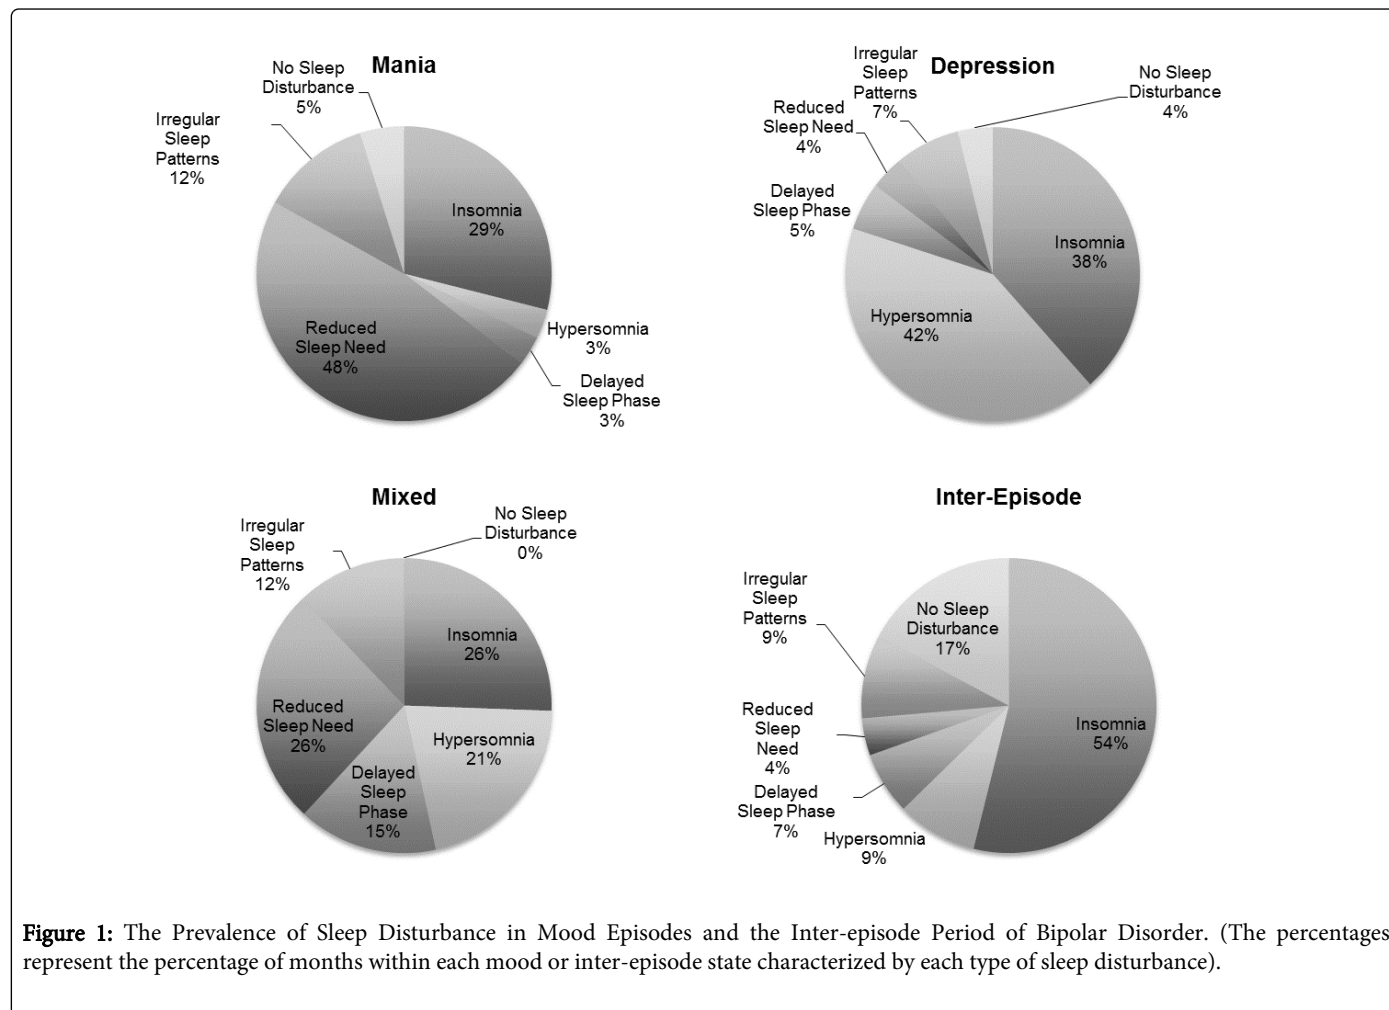 Mania
No Sleep
Disturbance
5%
Irregular
Sleep
Patterns
12%
Insomnia
29%
Reduced
Sleep Need
48%
Hypersomnia
3%
Delayed
Sleep Phase
3%
Depression
Irregular
Sleep
Patterns
7%
No Sleep
Disturbance
4%
Reduced
Sleep Need
4%
Delayed
Sleep Phase
5%
Insomnia
38%
Hypersomnia
42%
Mixed
No Sleep
Disturbance
0%
Irregular
Sleep
Patterns
12%
Insomnia
26%
Reduced
Sleep Need
26%
Hypersomnia
21%
Delayed
Sleep
Phase
15%
Inter-Episode
Irregular
Sleep
Patterns
9%
No Sleep
Disturbance
17%
Reduced
Sleep
Need
4%
Insomnia
54%
Delayed
Sleep Phase
7%
Hypersomnia
9%
Figure 1: The Prevalence of Sleep Disturbance in Mood Episodes and the Inter-episode Period of Bipolar Disorder. (The percentages
represent the percentage of months within each mood or inter-episode state characterized by each type of sleep disturbance).